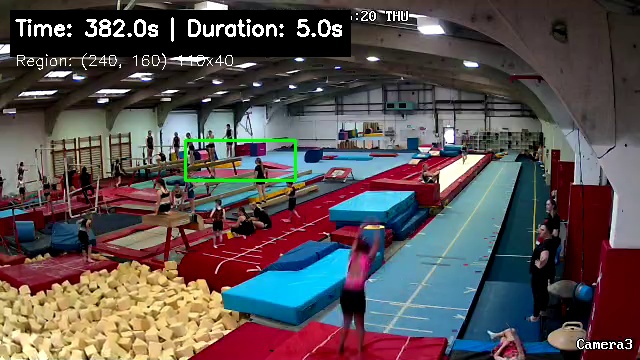 Time: 382.0s | Duration: 5.0s
:20 THU
Region: (240, 160) 110x40
Camera3